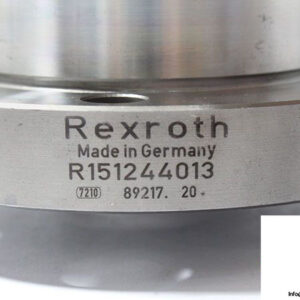 Rexroth
Made in Germany
R151244013
7210 89217. 20.